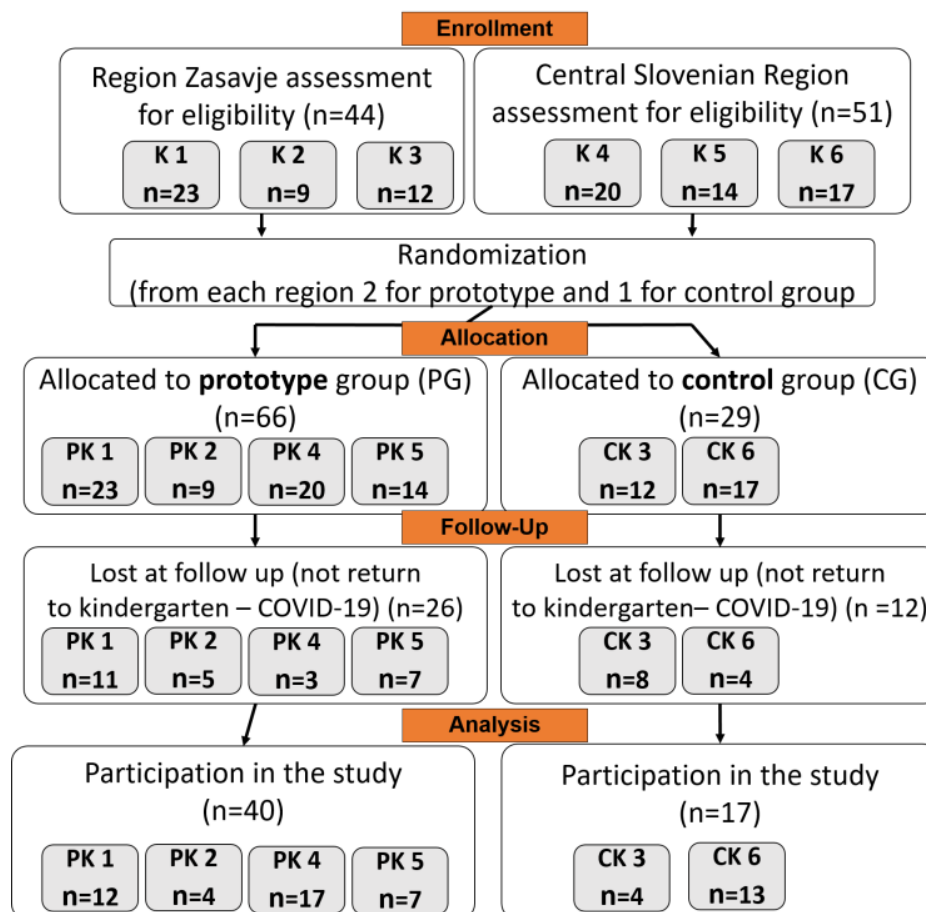 Enrollment
Region Zasavje assessment
for eligibility (n=44)
K 1
n=23
K 2
n=9
K 3
n=12
Central Slovenian Region
assessment for eligibility (n=51)
K 4
n=20
K 5
n=14
K 6
n=17
Randomization
(from each region 2 for prototype and 1 for control group
Allocation
Allocated to prototype group (PG)
(n=66)
PK 1
n=23
PK 2
n=9
PK 4
n=20
PK 5
n=14
Allocated to control group (CG)
(n=29)
CK 3
n=12
CK 6
n=17
Follow-Up
Lost at follow up (not return
to kindergarten – COVID-19) (n=26)
PK 1
n=11
PK 2
n=5
PK 4
n=3
PK 5
n=7
Lost at follow up (not return
to kindergarten– COVID-19) (n =12)
CK 3
n=8
CK 6
n=4
Analysis
Participation in the study
(n=40)
PK 1
n=12
PK 2
n=4
PK 4
n=17
PK 5
n=7
Participation in the study
(n=17)
CK 3
n=4
CK 6
n=13